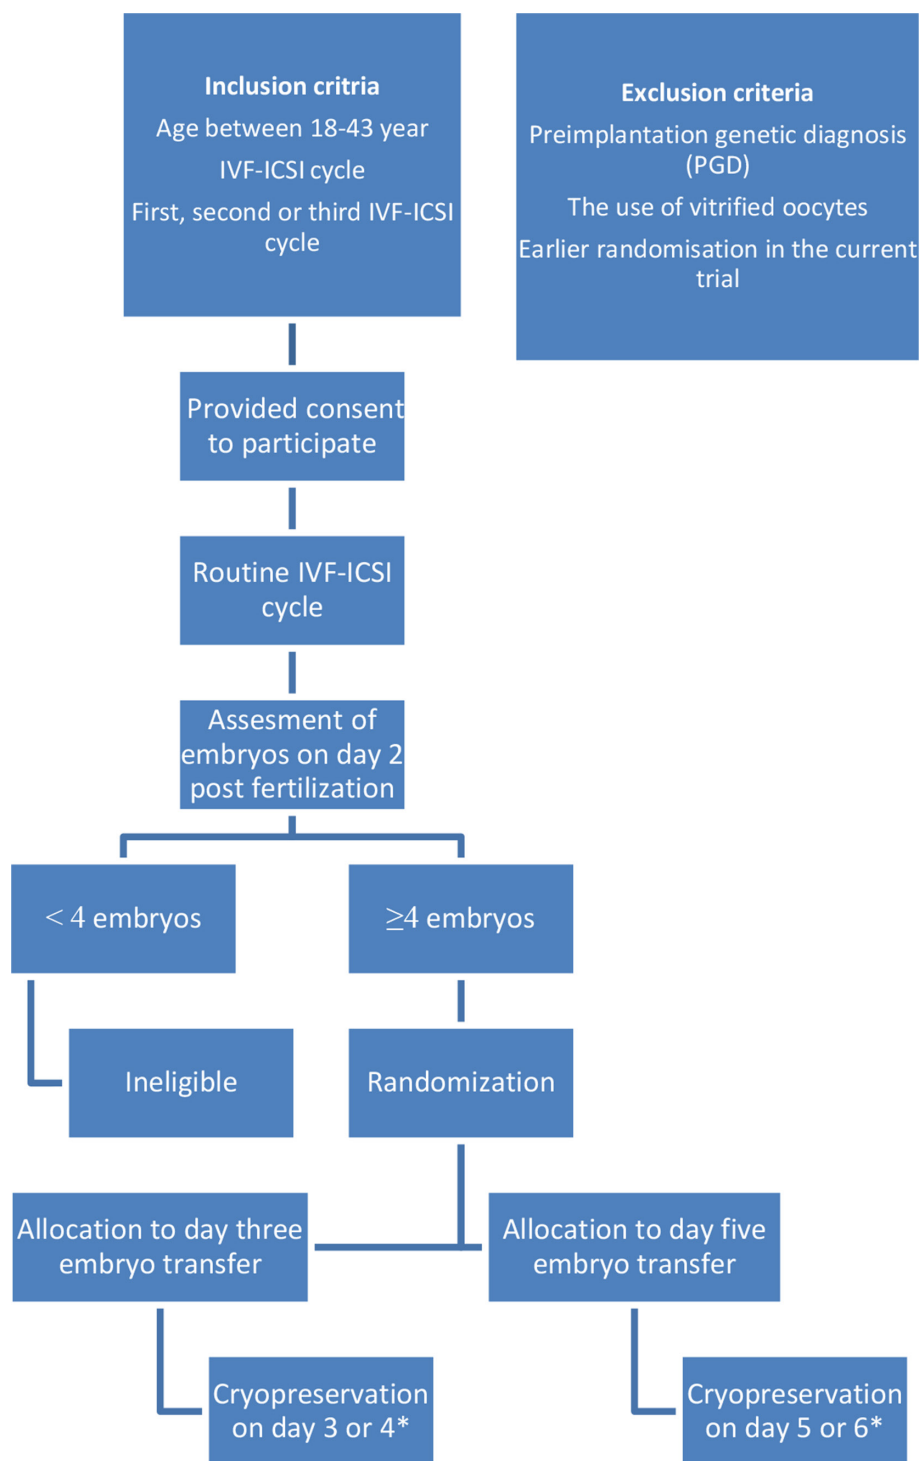 Inclusion critria
Age between 18-43 year
IVF-ICSI cycle
First, second or third IVF-ICSI
cycle
Exclusion criteria
Preimplantation genetic diagnosis
(PGD)
The use of vitrified oocytes
Earlier randomisation in the current
trial
Provided consent
to participate
Routine IVF-ICSI
cycle
Assesment of
embryos on day 2
post fertilization
< 4 embryos
≥4 embryos
Ineligible
Randomization
Allocation to day three
embryo transfer
Allocation to day five
embryo transfer
Cryopreservation
on day 3 or 4*
Cryopreservation
on day 5 or 6*